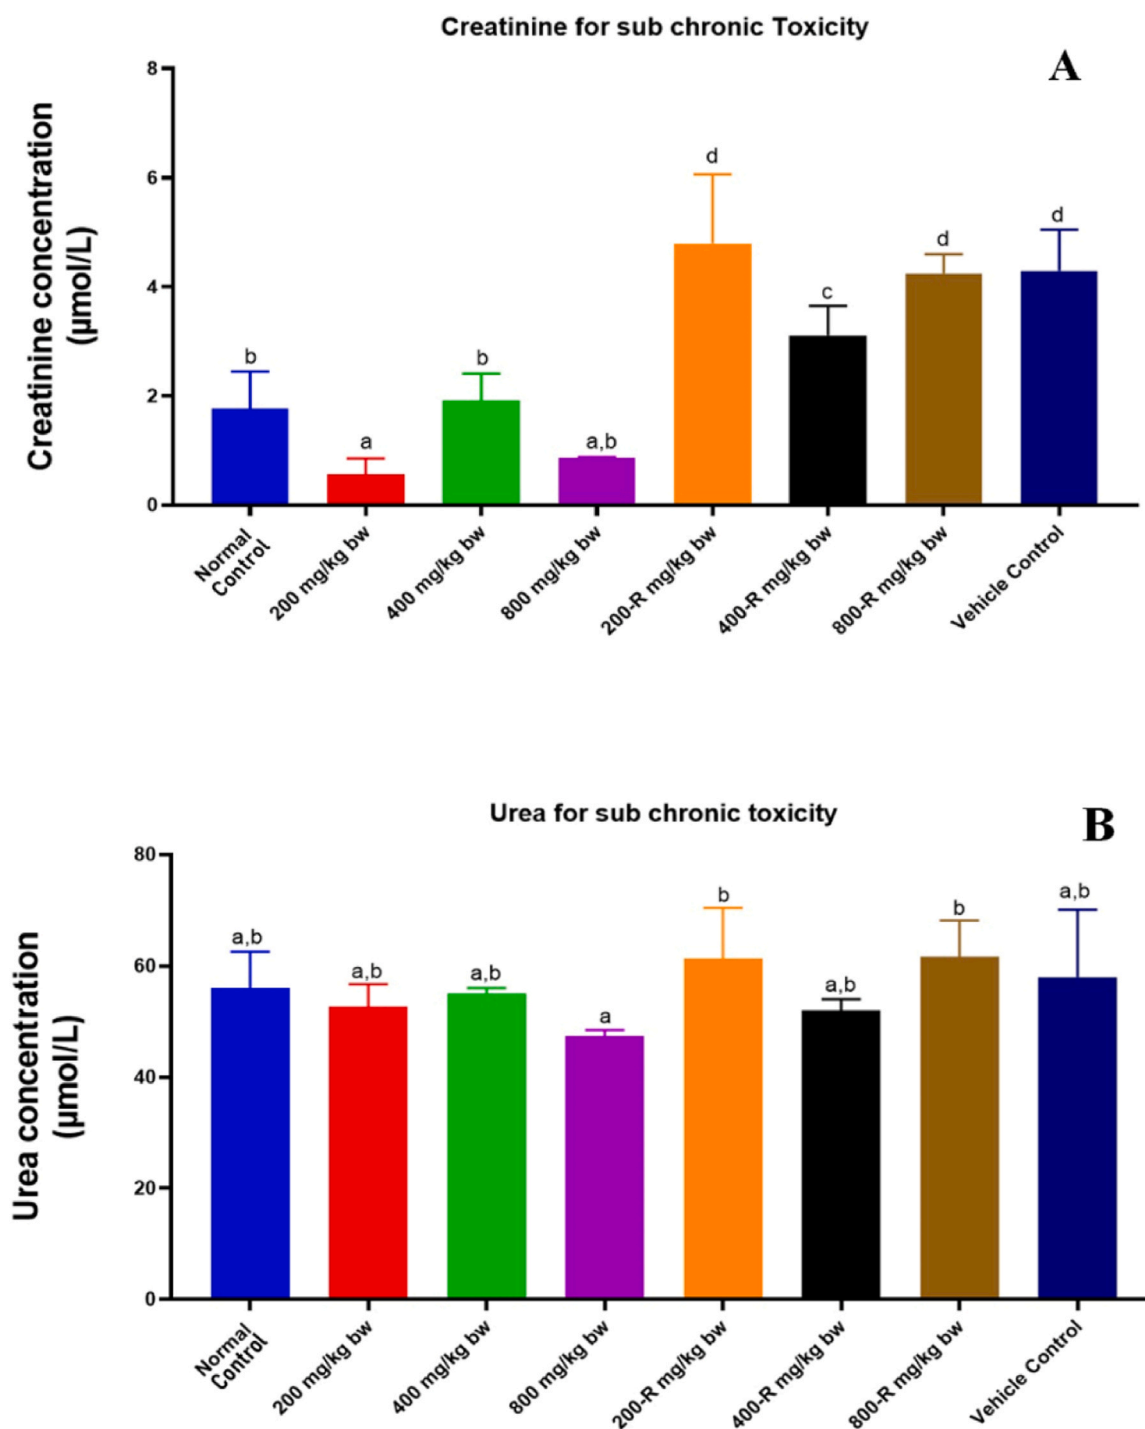 Creatinine for sub chronic Toxicity
A
Creatinine concentration
(µmol/L)
8
6
4
2
0
b
a
b
a,b
d
c
d
d
Normal
Control
200 mg/kg bw
400 mg/kg bw
800 mg/kg bw
200-R mg/kg bw
400-R mg/kg bw
800-R mg/kg bw
Vehicle Control
Urea for sub chronic toxicity
B
Urea concentration
(µmol/L)
80
60
40
20
0
a,b
a,b
a,b
a
b
a,b
b
a,b
Normal
Control
200 mg/kg bw
400 mg/kg bw
800 mg/kg bw
200-R mg/kg bw
400-R mg/kg bw
800-R mg/kg bw
Vehicle Control